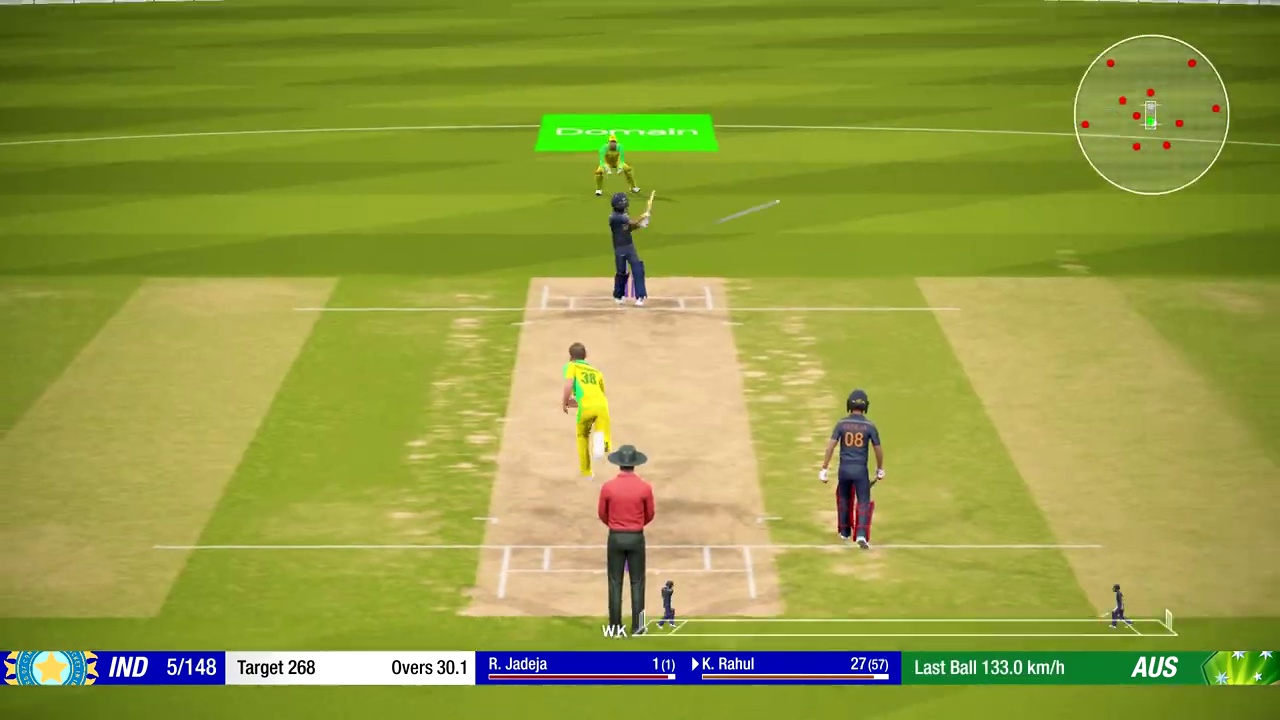 Domain
38
08
WK
IND 5/148 Target 268 Overs 30.1 R. Jadeja 1(1) K. Rahul 27(57) Last Ball 133.0 km/h AUS